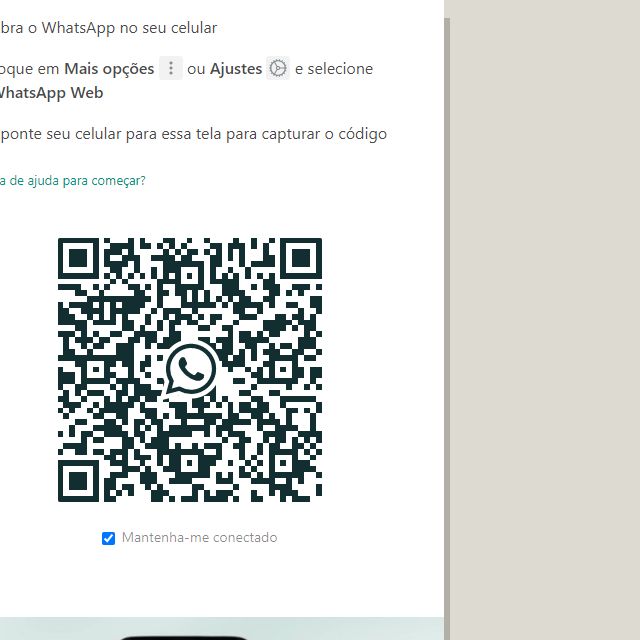 bra o WhatsApp no seu celular
oque em Mais opções ou Ajustes e selecione
WhatsApp Web
ponte seu celular para essa tela para capturar o código
a de ajuda para começar?
Mantenha-me conectado